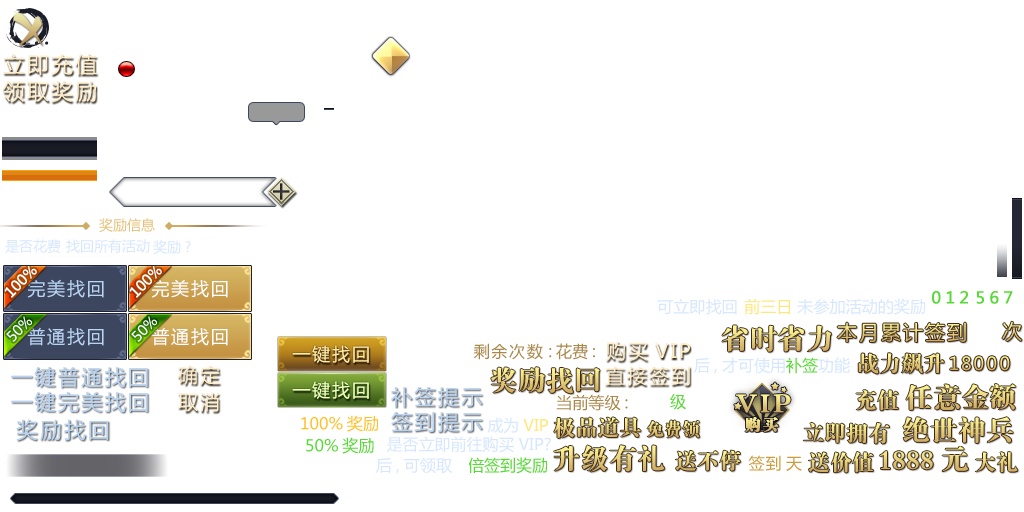 立即充值
领取奖励
奖励信息
是否花费 找回所有活动 奖励 ?
100% 完美找回
100% 完美找回
50% 普通找回
50% 普通找回
一键普通找回
确定
一键完美找回
取消
奖励找回
一键找回
一键找回
100% 奖励
50% 奖励
补签提示
签到提示
可立即找回 前三日 未参加活动的奖励
012567
省时省力
本月累计签到 次
剩余次数 : 花费 :
购买 VIP
后 , 才可使用补签功能
战力飙升 18000
奖励找回
直接签到
当前等级 :
级
VIP
购买
充值
任意金额
成为 VIP
极品道具
免费领
立即拥有
绝世神兵
是否立即前往购买 VIP?
后 , 可领取 倍签到奖励
升级有礼
送不停
签到 天
送价值 1888 元 大礼